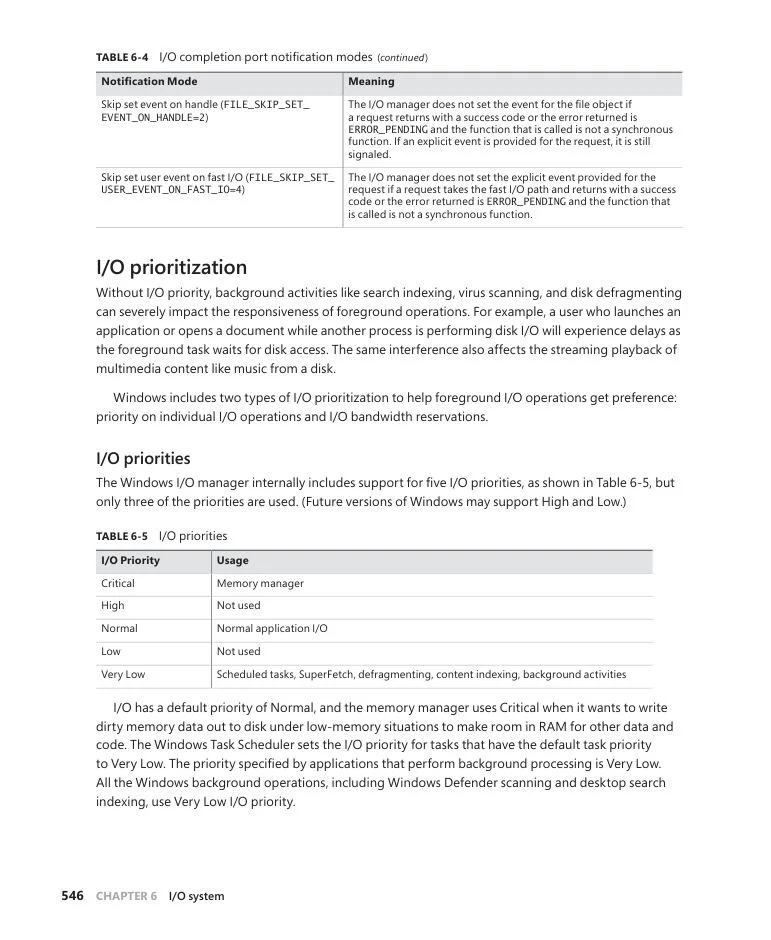 TABLE 6-4 I/O completion port notification modes (continued)
Notification Mode Meaning
Skip set event on handle (FILE_SKIP_SET_
EVENT_ON_HANDLE=2)
The I/O manager does not set the event for the file object if
a request returns with a success code or the error returned is
ERROR_PENDING and the function that is called is not a synchronous
function. If an explicit event is provided for the request, it is still
signaled.
Skip set user event on fast I/O (FILE_SKIP_SET_
USER_EVENT_ON_FAST_IO=4)
The I/O manager does not set the explicit event provided for the
request if a request takes the fast I/O path and returns with a success
code or the error returned is ERROR_PENDING and the function that
is called is not a synchronous function.
I/O prioritization
Without I/O priority, background activities like search indexing, virus scanning, and disk defragmenting
can severely impact the responsiveness of foreground operations. For example, a user who launches an
application or opens a document while another process is performing disk I/O will experience delays as
the foreground task waits for disk access. The same interference also affects the streaming playback of
multimedia content like music from a disk.
Windows includes two types of I/O prioritization to help foreground I/O operations get preference:
priority on individual I/O operations and I/O bandwidth reservations.
I/O priorities
The Windows I/O manager internally includes support for five I/O priorities, as shown in Table 6-5, but
only three of the priorities are used. (Future versions of Windows may support High and Low.)
TABLE 6-5 I/O priorities
I/O Priority Usage
Critical Memory manager
High Not used
Normal Normal application I/O
Low Not used
Very Low Scheduled tasks, SuperFetch, defragmenting, content indexing, background activities
I/O has a default priority of Normal, and the memory manager uses Critical when it wants to write
dirty memory data out to disk under low-memory situations to make room in RAM for other data and
code. The Windows Task Scheduler sets the I/O priority for tasks that have the default task priority
to Very Low. The priority specified by applications that perform background processing is Very Low.
All the Windows background operations, including Windows Defender scanning and desktop search
indexing, use Very Low I/O priority.
546 CHAPTER 6 I/O system